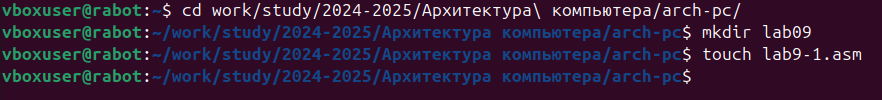 vboxuser@rabot:~$ cd work/study/2024-2025/Архитектура\ компьютера/arch-pc/
vboxuser@rabot:~/work/study/2024-2025/Архитектура компьютера/arch-pc$ mkdir lab09
vboxuser@rabot:~/work/study/2024-2025/Архитектура компьютера/arch-pc$ touch lab9-1.asm
vboxuser@rabot:~/work/study/2024-2025/Архитектура компьютера/arch-pc$